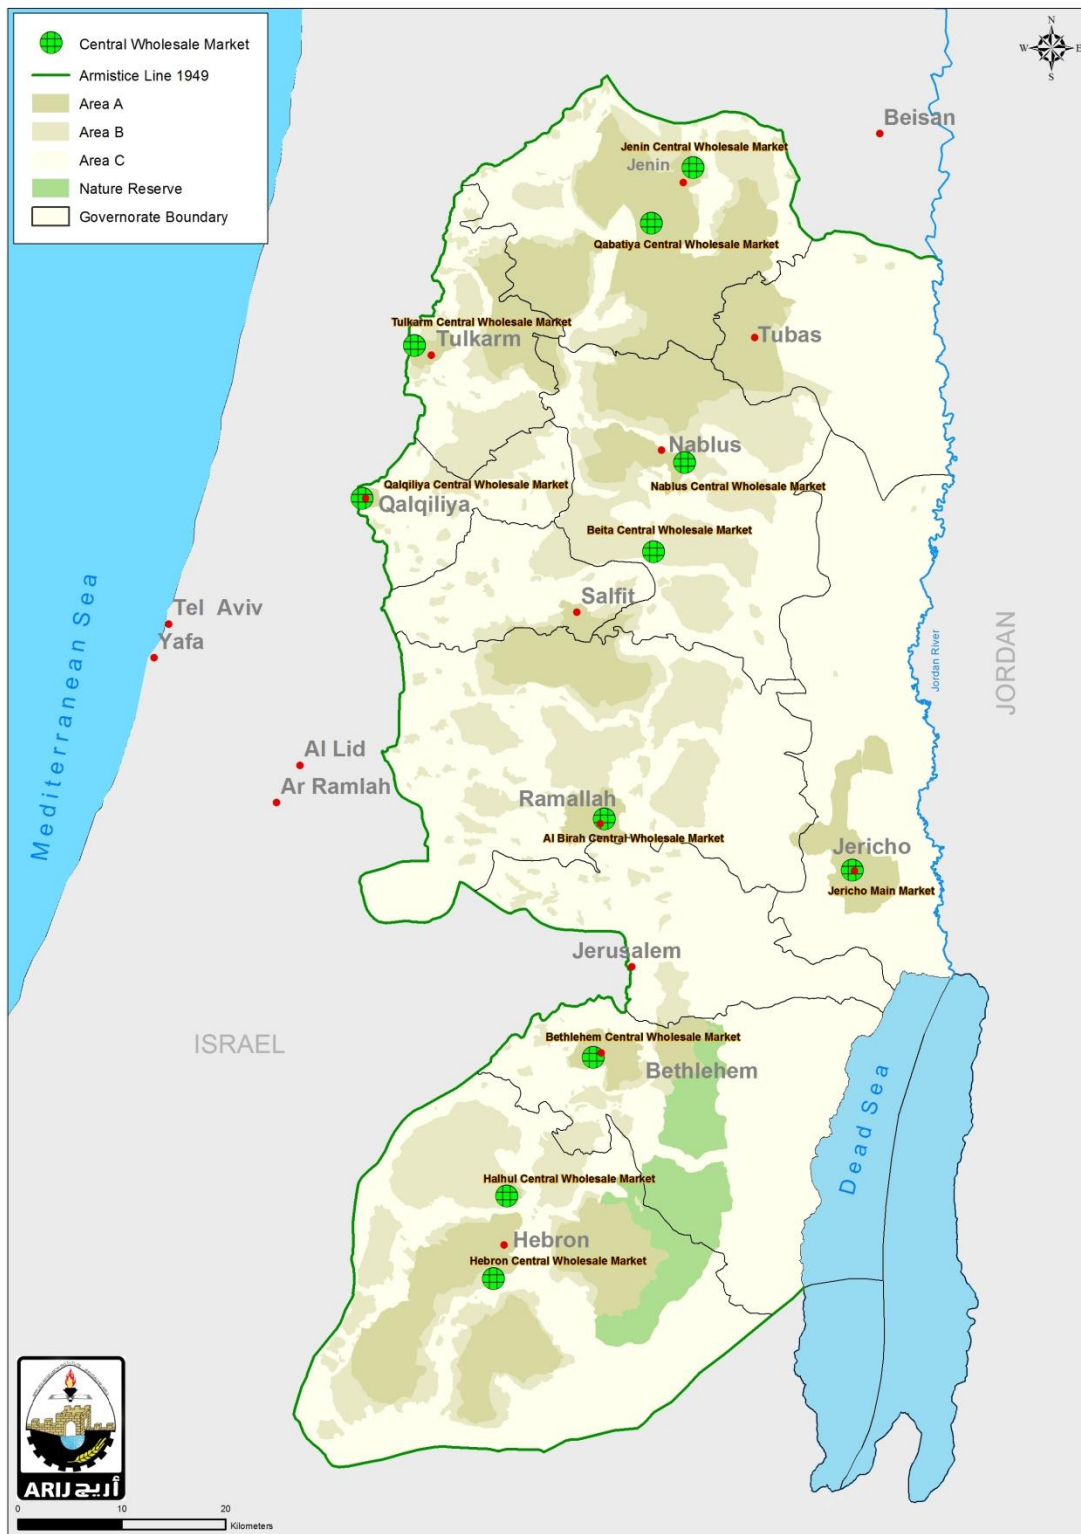 Central Wholesale Market
Armistice Line 1949
Area A
Area B
Area C
Nature Reserve
Governorate Boundary
N
W
E
S
Beisan
Jenin Central Wholesale Market
Jenin
Qabatiya Central Wholesale Market
Tulkarm Central Wholesale Market
Tulkarm
Tubas
Nablus
Nablus Central Wholesale Market
Qalqiliya Central Wholesale Market
Qalqiliya
Beita Central Wholesale Market
Salfit
Tel Aviv
Yafa
Mediterranean Sea
Jordan River
JORDAN
Al Lid
Ar Ramlah
Ramallah
Al Birah Central Wholesale Market
Jericho
Jericho Main Market
Jerusalem
ISRAEL
Bethlehem Central Wholesale Market
Bethlehem
Dead Sea
Halhul Central Wholesale Market
Hebron
Hebron Central Wholesale Market
ARIJ أريج
0 10 20
Kilometers